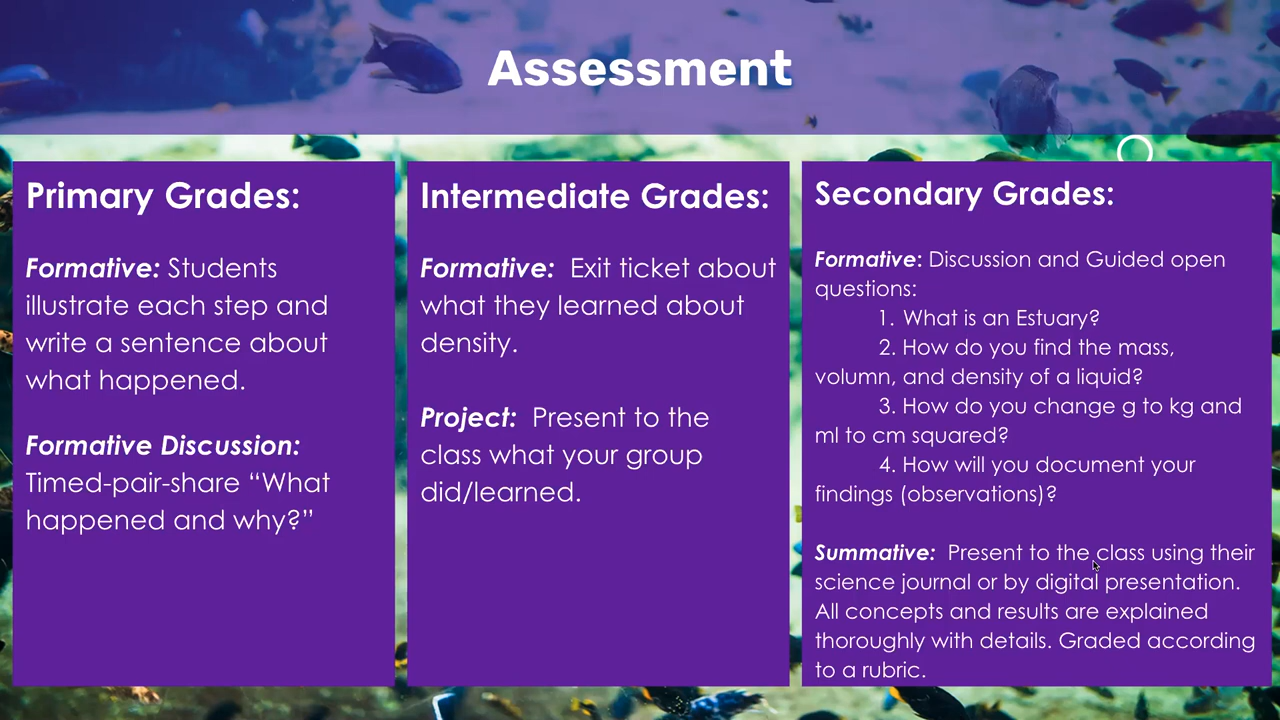 Assessment
Primary Grades:
Formative: Students
illustrate each step and
write a sentence about
what happened.
Formative Discussion:
Timed-pair-share “What
happened and why?”
Intermediate Grades:
Formative:  Exit ticket about
what they learned about
density.
Project:  Present to the
class what your group
did/learned.
Secondary Grades:
Formative: Discussion and Guided open
questions:
1. What is an Estuary?
2. How do you find the mass,
volumn, and density of a liquid?
3. How do you change g to kg and
ml to cm squared?
4. How will you document your
findings (observations)?
Summative:  Present to the class using their
science journal or by digital presentation.
All concepts and results are explained
thoroughly with details. Graded according
to a rubric.